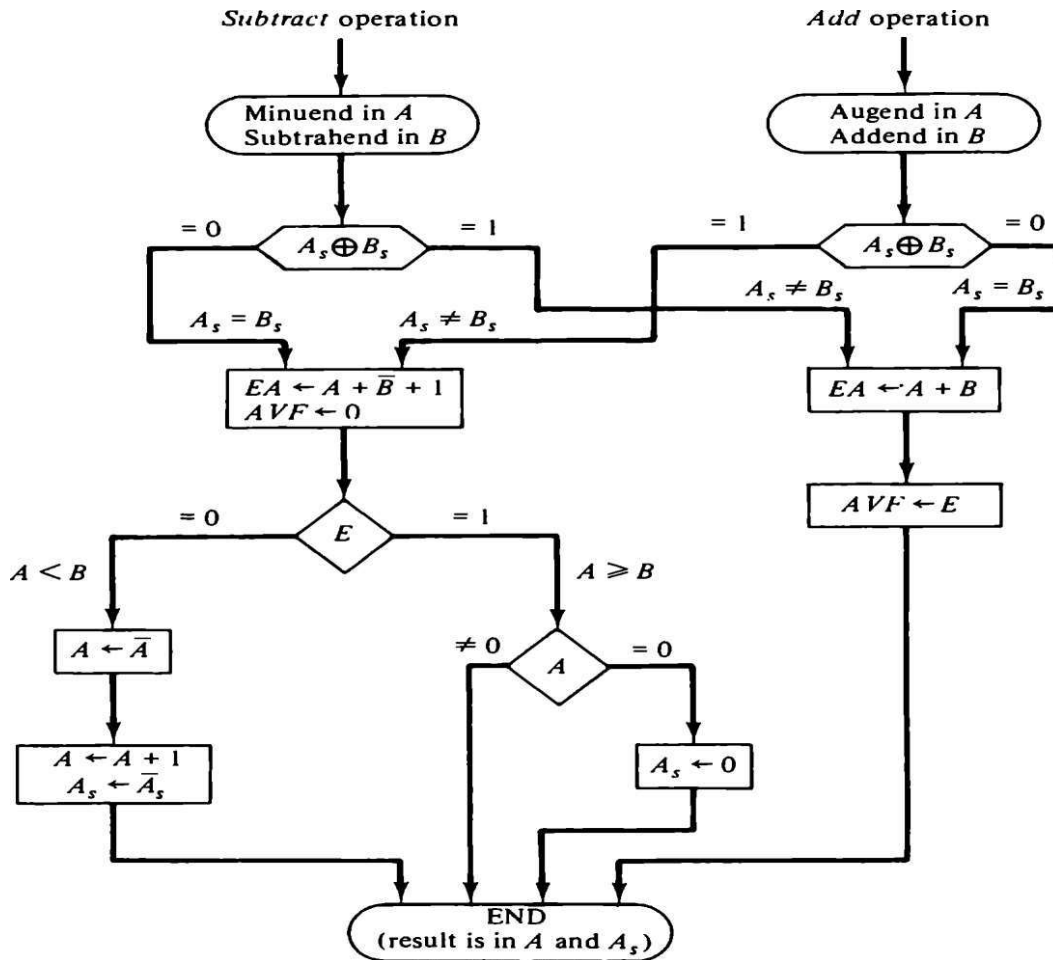 Subtract operation
Add operation
Minuend in A
Subtrahend in B
Augend in A
Addend in B
= 0
A_s ⊕ B_s
= 1
= 1
A_s ⊕ B_s
= 0
A_s = B_s
A_s ≠ B_s
A_s ≠ B_s
A_s = B_s
EA ← A + B̅ + 1
AVF ← 0
EA ← A + B
= 0
E
= 1
AVF ← E
A < B
A ≥ B
A ← A̅
≠ 0
A
= 0
A ← A + 1
A_s ← A̅_s
A_s ← 0
END
(result is in A and A_s)